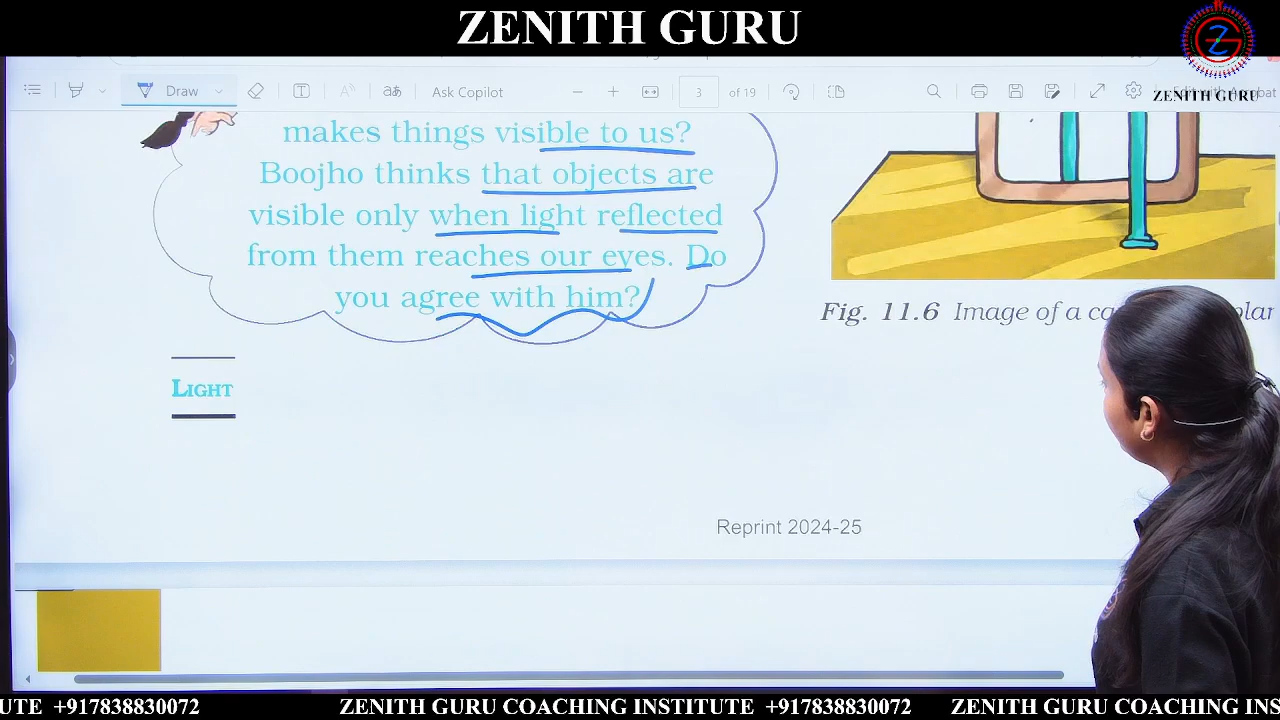 ZENITH GURU
ZENITH GURU
Draw
Ask Copilot
3 of 19
makes things visible to us?
Boojho thinks that objects are
visible only when light reflected
from them reaches our eyes. Do
you agree with him?
Fig. 11.6 Image of a
LIGHT
Reprint 2024-25
UTE +917838830072 ZENITH GURU COACHING INSTITUTE +917838830072 ZENITH GURU COACHING INS